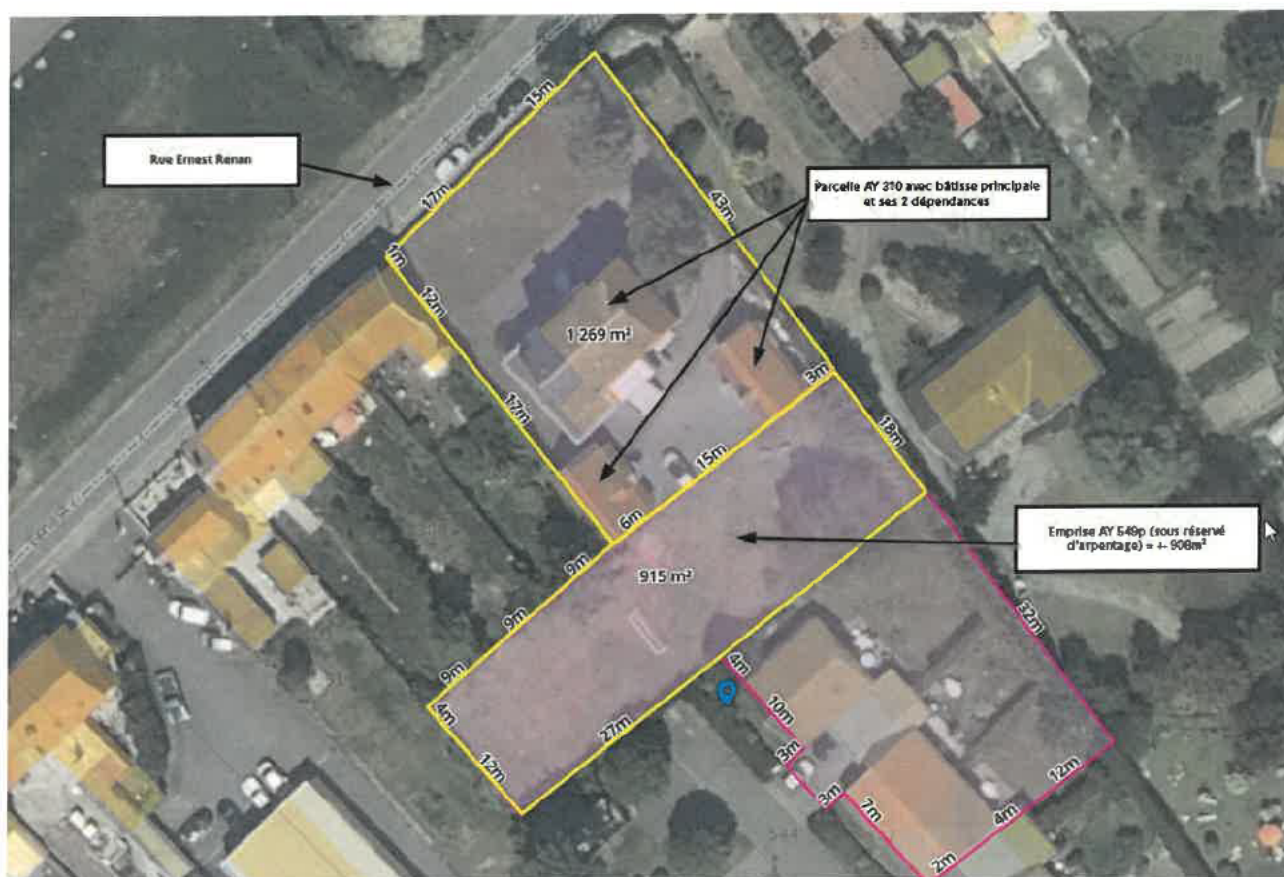 15m
Rue Ernest Renan
17m
Parcelle AY 310 avec bâtisse principale
et ses 2 dépendances
43m
1m
12m
1 269 m²
17m
3m
18m
15m
6m
Emprise AY 549p (sous réservé
d'arpentage) = +- 908m²
9m
915 m²
9m
32m
9m
4m
4m
10m
27m
3m
12m
12m
3m
7m
4m
2m